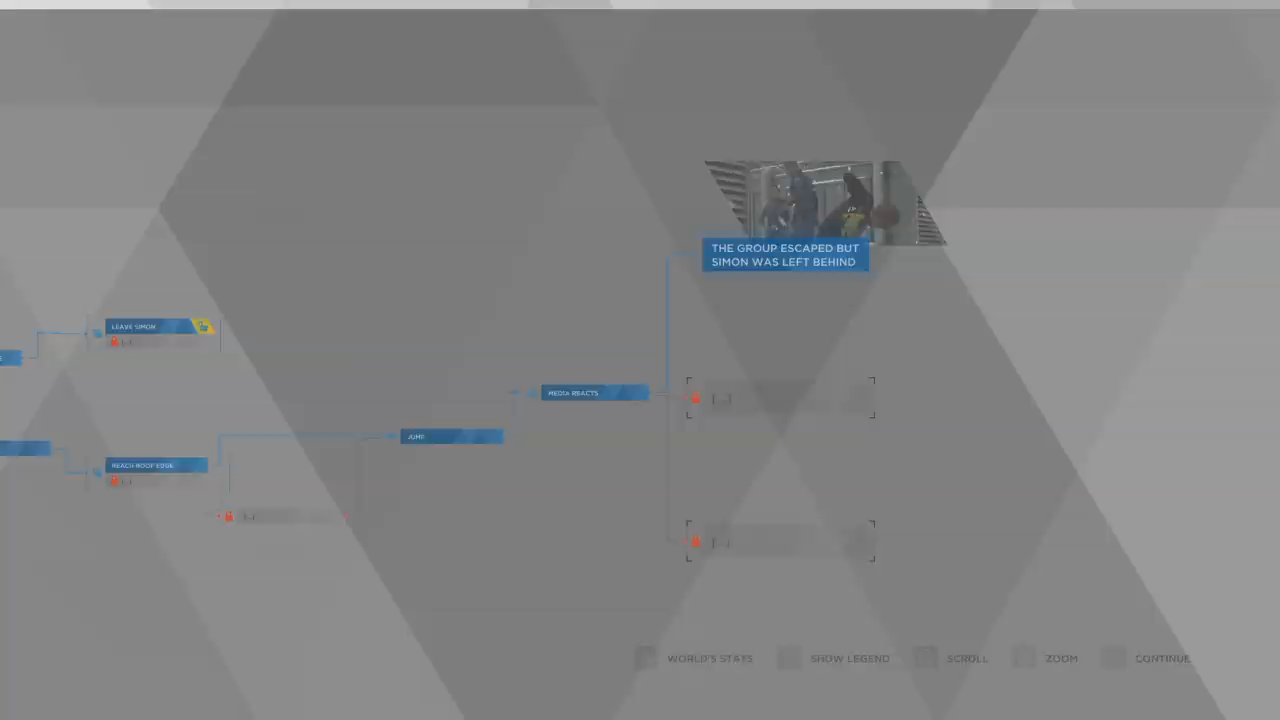 THE GROUP ESCAPED BUT
SIMON WAS LEFT BEHIND
LEAVE SIMON
[...]
MEDIA REACTS
[...]
JUMP
REACH ROOF EDGE
[...]
[...]
[...]
WORLD'S STATS
SHOW LEGEND
SCROLL
ZOOM
CONTINUE